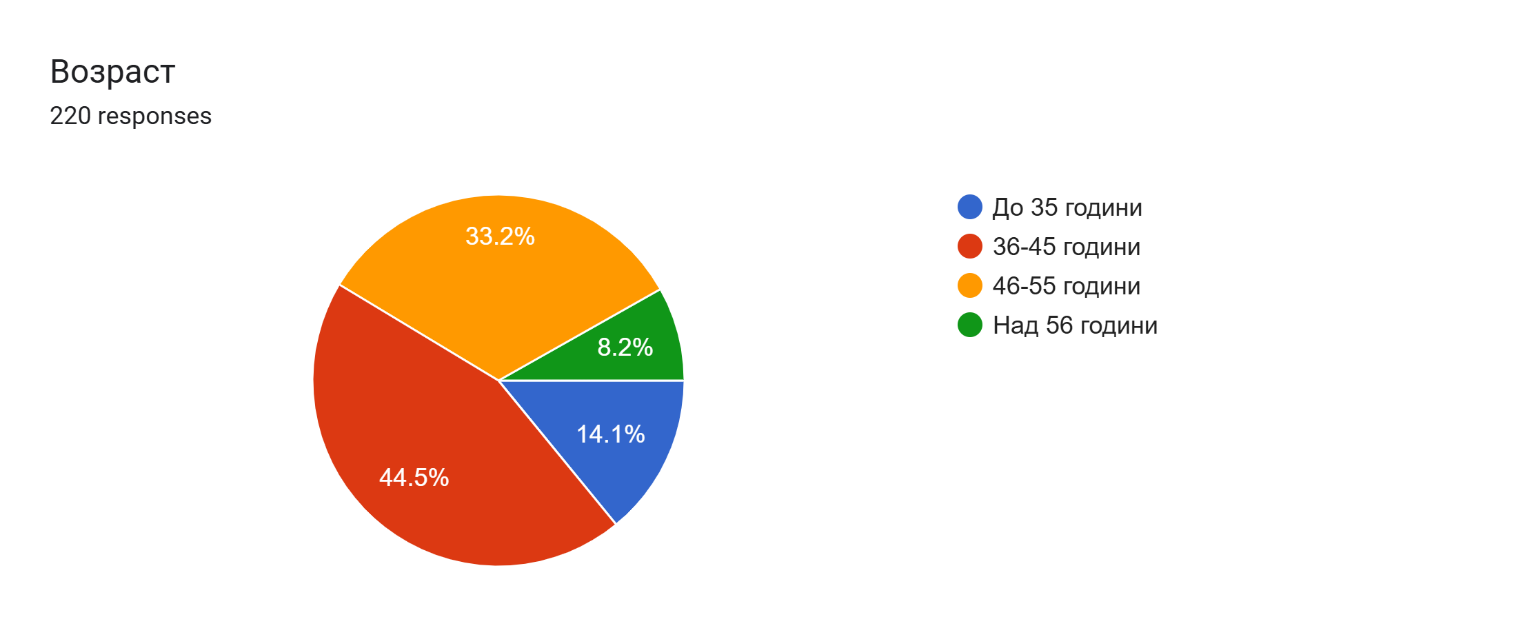 Возраст
220 responses
33.2%
8.2%
14.1%
44.5%
До 35 години
36-45 години
46-55 години
Над 56 години